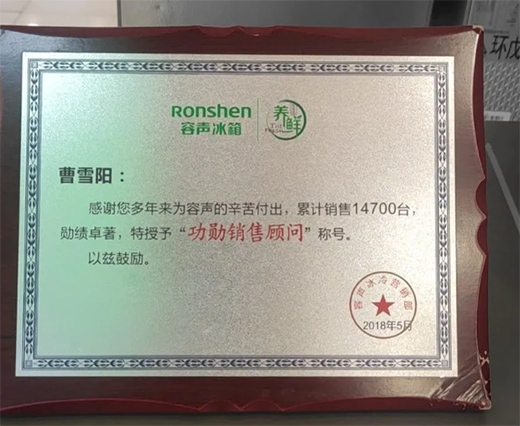 Ronshen
容声冰箱
养鲜
曹雪阳：
感谢您多年来为容声的辛苦付出，累计销售14700台，
勋绩卓著，特授予“功勋销售顾问”称号。
以兹鼓励。
容声冰冷营销部
2018年5月